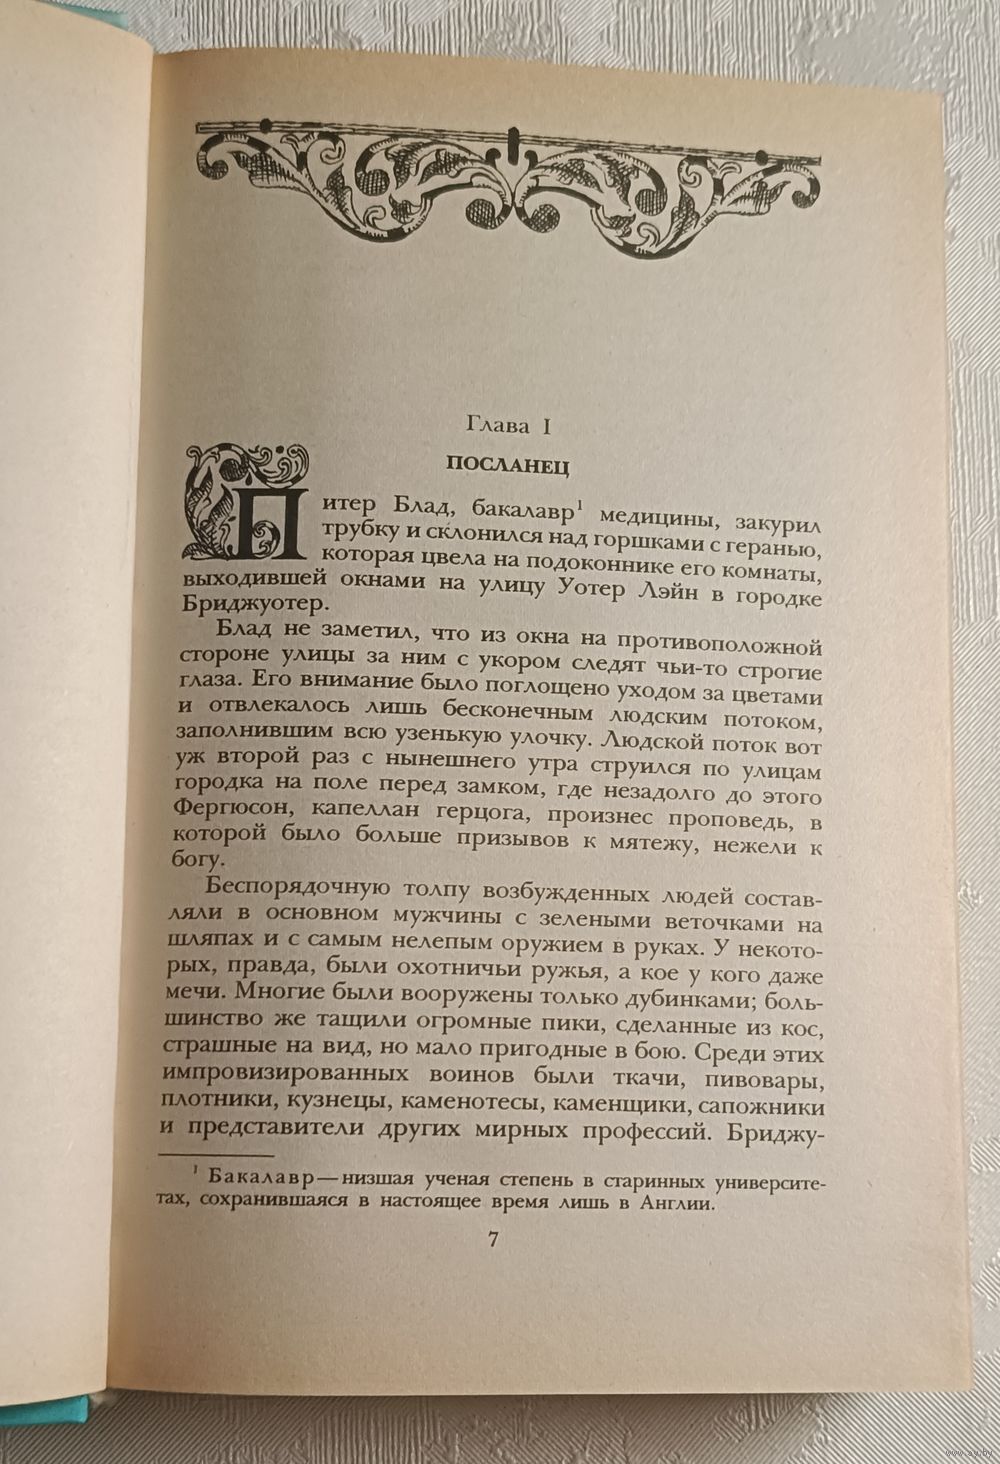 Глава I
ПОСЛАНЕЦ
Питер Блад, бакалавр¹ медицины, закурил
трубку и склонился над горшками с геранью,
которая цвела на подоконнике его комнаты,
выходившей окнами на улицу Уотер Лэйн в городке
Бриджуотер.
Блад не заметил, что из окна на противоположной
стороне улицы за ним с укором следят чьи-то строгие
глаза. Его внимание было поглощено уходом за цветами
и отвлекалось лишь бесконечным людским потоком,
заполнившим всю узенькую улочку. Людской поток вот
уж второй раз с нынешнего утра струился по улицам
городка на поле перед замком, где незадолго до этого
Фергюсон, капеллан герцога, произнес проповедь, в
которой было больше призывов к мятежу, нежели к
богу.
Беспорядочную толпу возбужденных людей состав-
ляли в основном мужчины с зелеными веточками на
шляпах и с самым нелепым оружием в руках. У некото-
рых, правда, были охотничьи ружья, а кое у кого даже
мечи. Многие были вооружены только дубинками; боль-
шинство же тащили огромные пики, сделанные из кос,
страшные на вид, но мало пригодные в бою. Среди этих
импровизированных воинов были ткачи, пивовары,
плотники, кузнецы, каменотесы, каменщики, сапожники
и представители других мирных профессий. Бриджу-
¹ Бакалавр — низшая ученая степень в старинных университе-
тах, сохранившаяся в настоящее время лишь в Англии.
7
www.ay.by